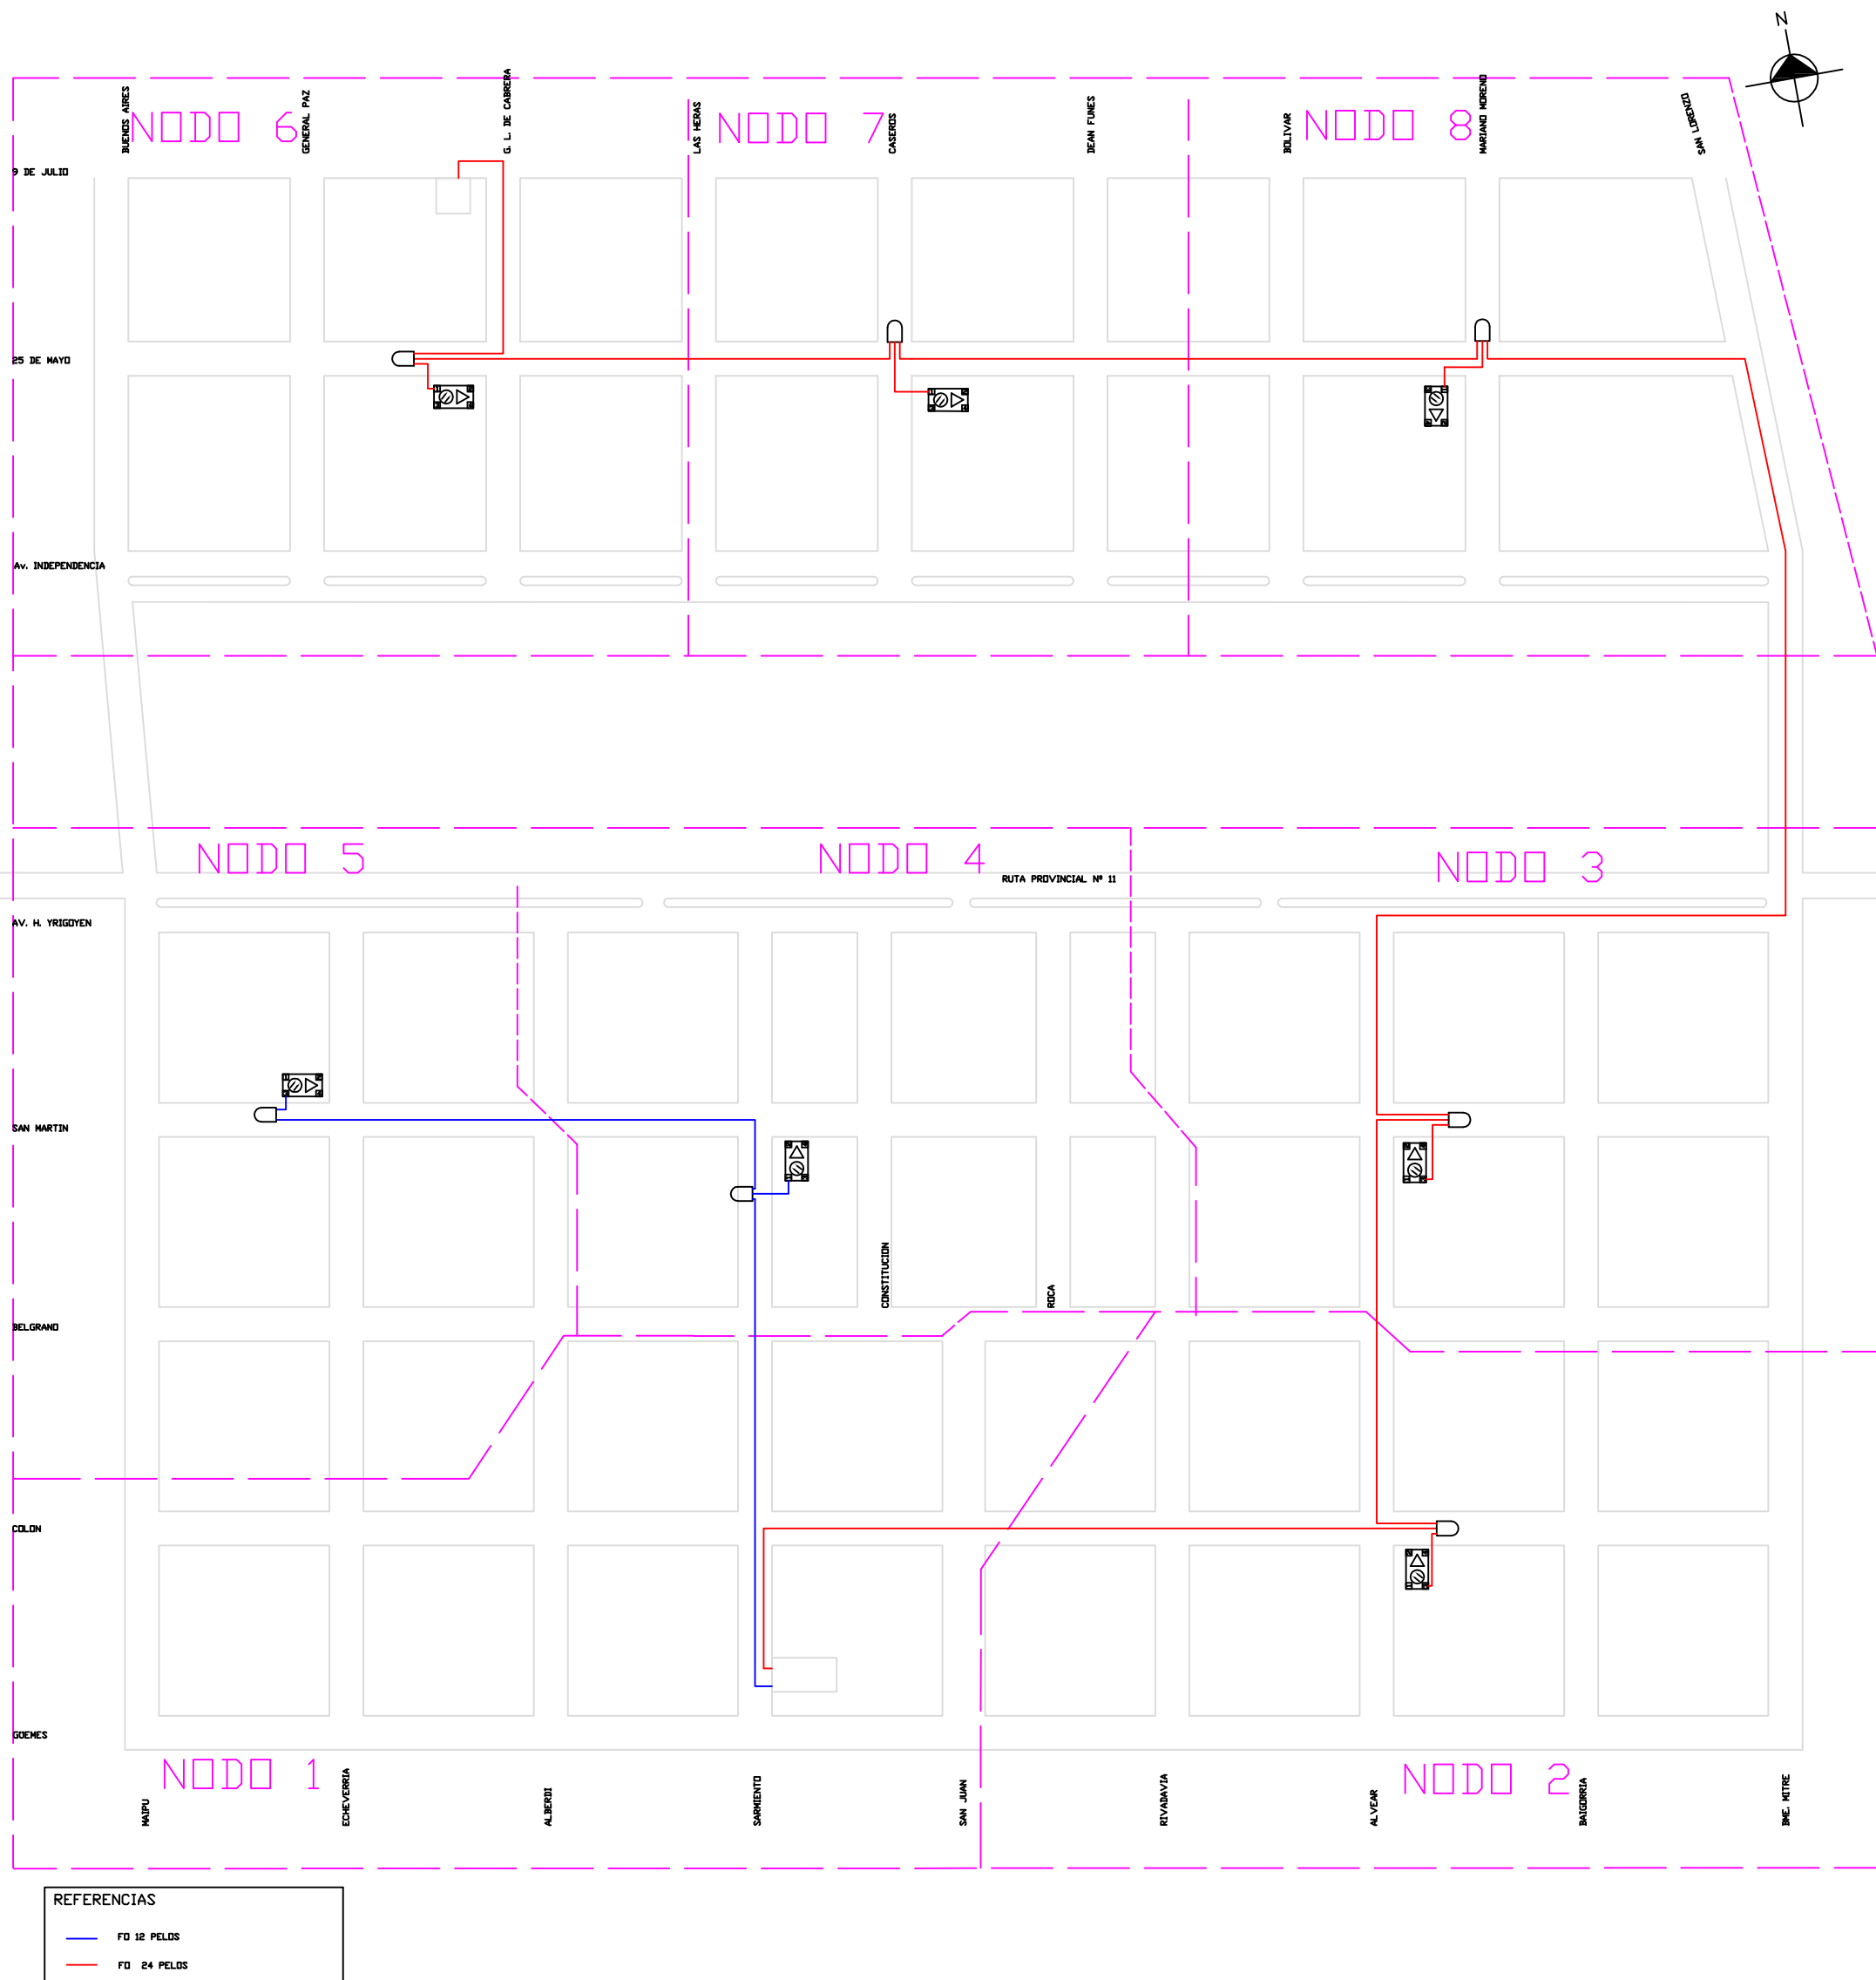 N
BUENOS AIRES
GENERAL PAZ
G. L. DE CABRERA
LAS HERAS
CASEROS
DEAN FUNES
BOLIVAR
MARIANO MORENO
SAN LORENZO
NODO 6
NODO 7
NODO 8
9 DE JULIO
25 DE MAYO
Av. INDEPENDENCIA
NODO 5
NODO 4
NODO 3
RUTA PROVINCIAL Nº 11
AV. H. YRIGOYEN
SAN MARTIN
CONSTITUCION
ROCA
BELGRANO
COLON
GUEMES
NODO 1
NODO 2
MAIPU
ECHEVERRIA
ALBERDI
SARMIENTO
SAN JUAN
RIVADAVIA
ALVEAR
BAIGORRIA
BME. MITRE
REFERENCIAS
FO 12 PELOS
FO 24 PELOS